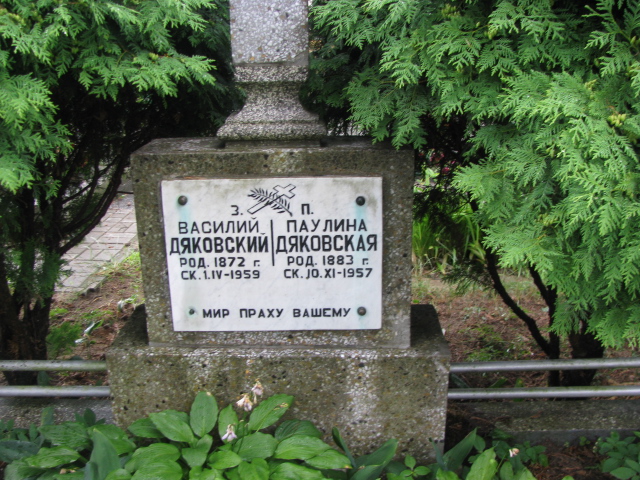 З. П.
ВАСИЛИЙ ПАУЛИНА
ДЯКОВСКИЙ ДЯКОВСКАЯ
РОД. 1872 г. РОД. 1883 г.
СК. 1.IV-1959 СК. 10.XI-1957
МИР ПРАХУ ВАШЕМУ